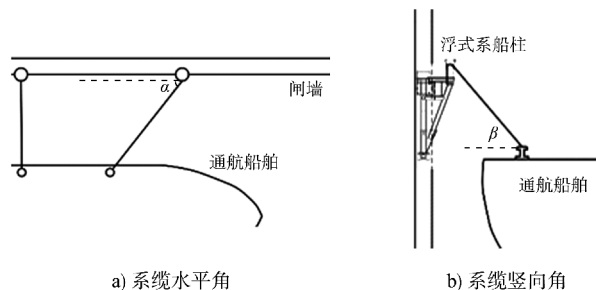 α
闸墙
通航船舶
a) 系缆水平角
浮式系船柱
β
通航船舶
b) 系缆竖向角